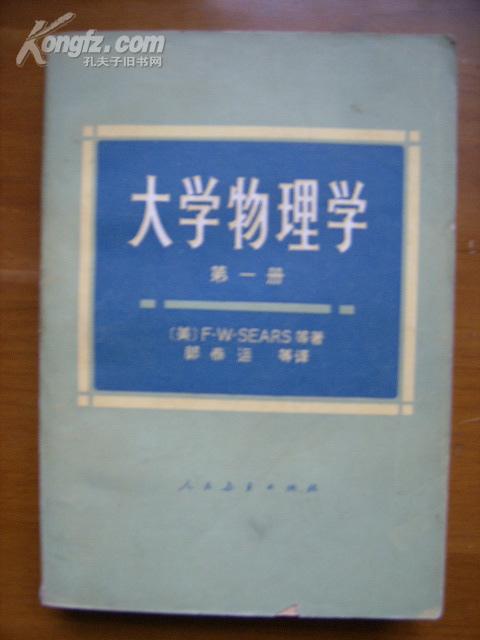 Kongfz.com
孔夫子旧书网
大学物理学
第一册
〔美〕F·W·SEARS 等著
郭泰运 等译
人民教育出版社